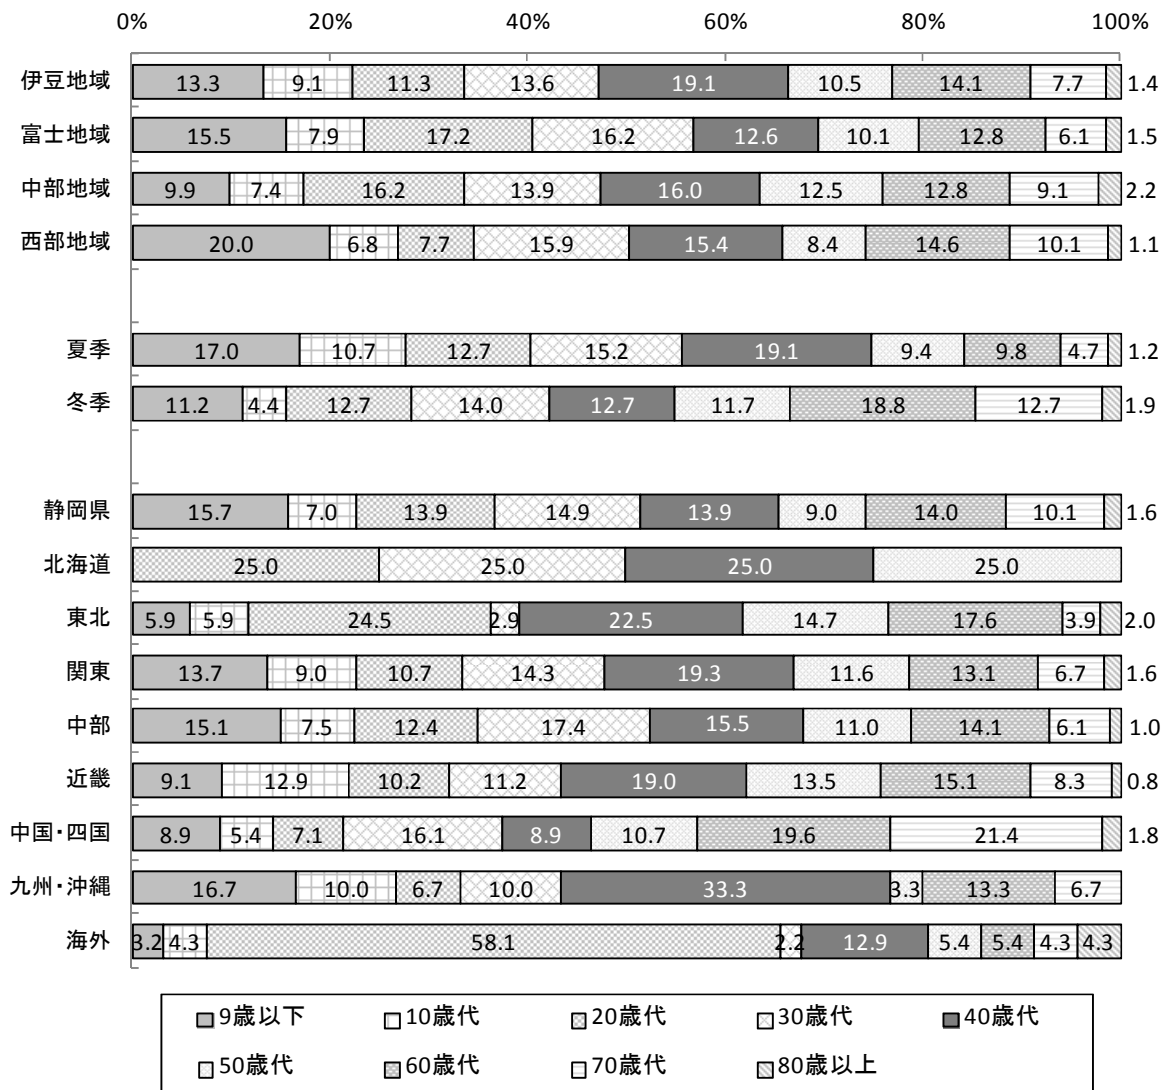 0% 20% 40% 60% 80% 100%
伊豆地域 13.3 9.1 11.3 13.6 19.1 10.5 14.1 7.7 1.4
富士地域 15.5 7.9 17.2 16.2 12.6 10.1 12.8 6.1 1.5
中部地域 9.9 7.4 16.2 13.9 16.0 12.5 12.8 9.1 2.2
西部地域 20.0 6.8 7.7 15.9 15.4 8.4 14.6 10.1 1.1
夏季 17.0 10.7 12.7 15.2 19.1 9.4 9.8 4.7 1.2
冬季 11.2 4.4 12.7 14.0 12.7 11.7 18.8 12.7 1.9
静岡県 15.7 7.0 13.9 14.9 13.9 9.0 14.0 10.1 1.6
北海道 25.0 25.0 25.0 25.0
東北 5.9 5.9 24.5 2.9 22.5 14.7 17.6 3.9 2.0
関東 13.7 9.0 10.7 14.3 19.3 11.6 13.1 6.7 1.6
中部 15.1 7.5 12.4 17.4 15.5 11.0 14.1 6.1 1.0
近畿 9.1 12.9 10.2 11.2 19.0 13.5 15.1 8.3 0.8
中国・四国 8.9 5.4 7.1 16.1 8.9 10.7 19.6 21.4 1.8
九州・沖縄 16.7 10.0 6.7 10.0 33.3 3.3 13.3 6.7
海外 3.2 4.3 58.1 2.2 12.9 5.4 5.4 4.3 4.3
9歳以下 10歳代 20歳代 30歳代 40歳代
50歳代 60歳代 70歳代 80歳以上